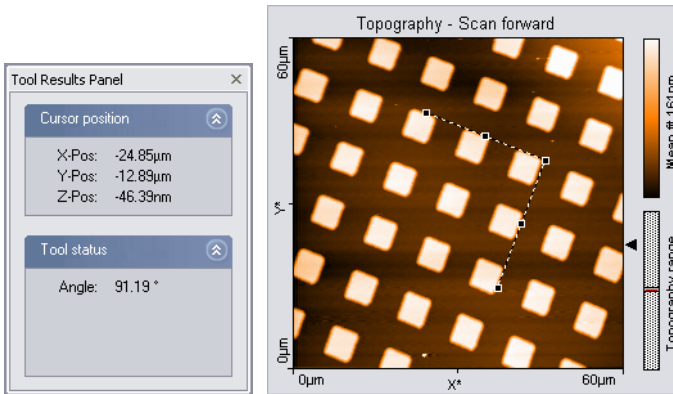 Tool Results Panel
Cursor position
X-Pos: -24.85µm
Y-Pos: -12.89µm
Z-Pos: -46.39nm
Tool status
Angle: 91.19 °
Topography - Scan forward
60µm
Y*
0µm
0µm
X*
60µm
Mean fit 161nm
Topography range